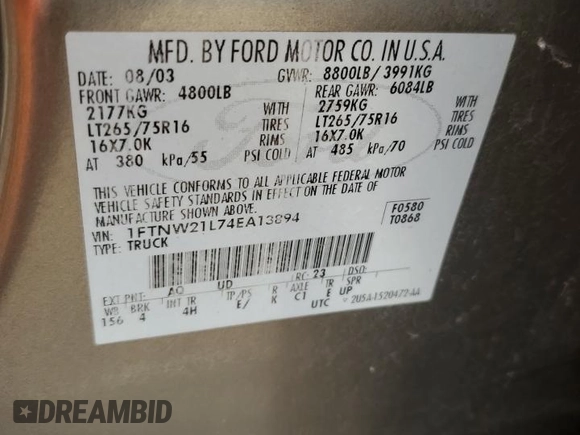 MFD. BY FORD MOTOR CO. IN U.S.A.
DATE: 08/03 GVWR: 8800LB/3991KG
FRONT GAWR: 4800LB REAR GAWR: 6084LB
2177KG WITH 2759KG WITH
LT265/75R16 TIRES LT265/75R16 TIRES
16X7.0K RIMS 16X7.0K RIMS
AT 380 kPa/55 PSI COLD AT 485 kPa/70 PSI COLD
THIS VEHICLE CONFORMS TO ALL APPLICABLE FEDERAL MOTOR
VEHICLE SAFETY STANDARDS IN EFFECT ON THE DATE OF
MANUFACTURE SHOWN ABOVE.
VIN: 1FTNW21L74EA13894
TYPE: TRUCK
F0580
T0868
EXT PNT: AQ UD RC: 23 DSO:
WB BRK INT TR TP/PS R AXLE TR SPR
156 4 4H E/ K C1 E UP
UTC
Ford
DREAMBID